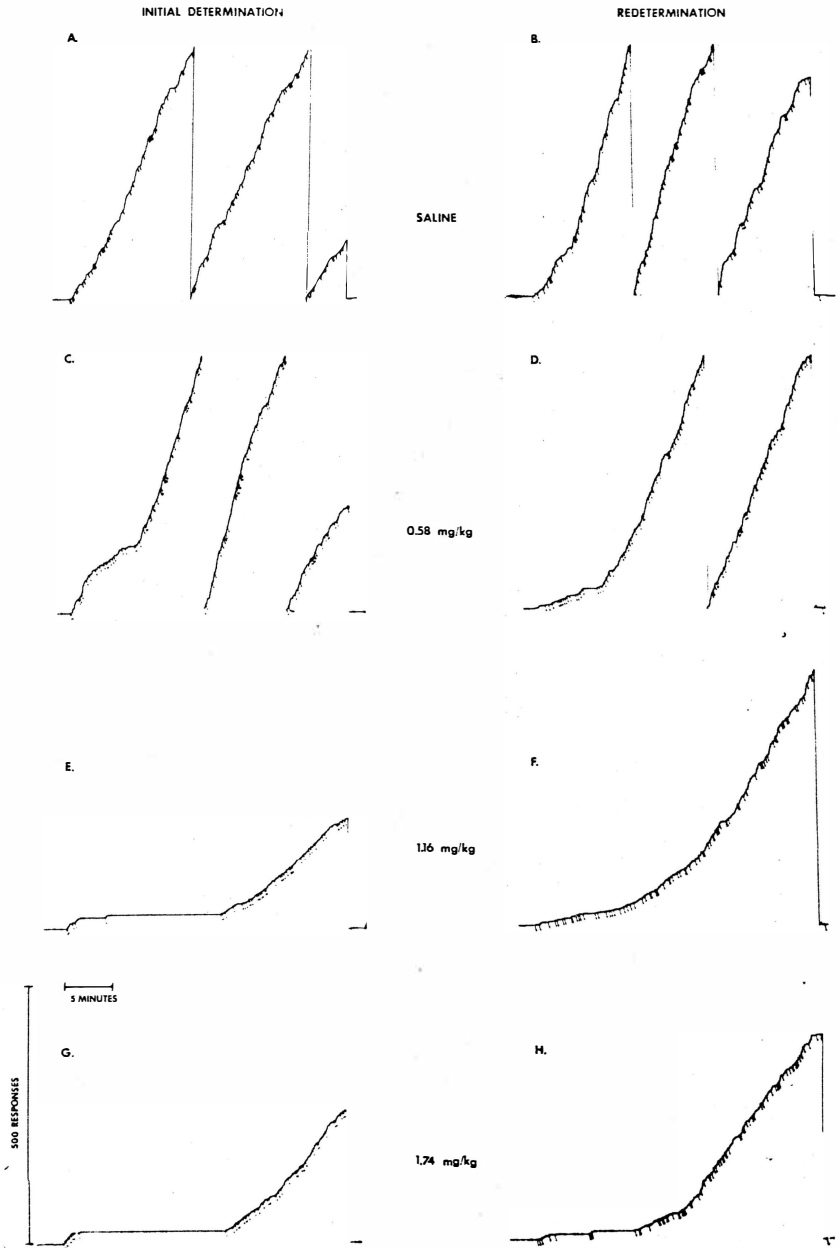 INITIAL DETERMINATION
REDETERMINATION
A.
B.
SALINE
C.
D.
0.58 mg/kg
E.
F.
1.16 mg/kg
5 MINUTES
G.
H.
500 RESPONSES
1.74 mg/kg